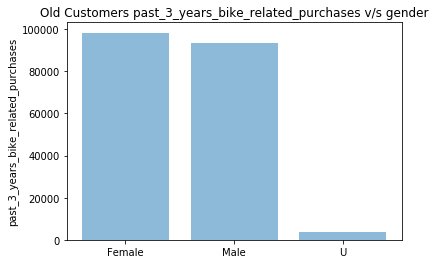 Old Customers past_3_years_bike_related_purchases v/s gender
past_3_years_bike_related_purchases
100000
80000
60000
40000
20000
0
Female
Male
U